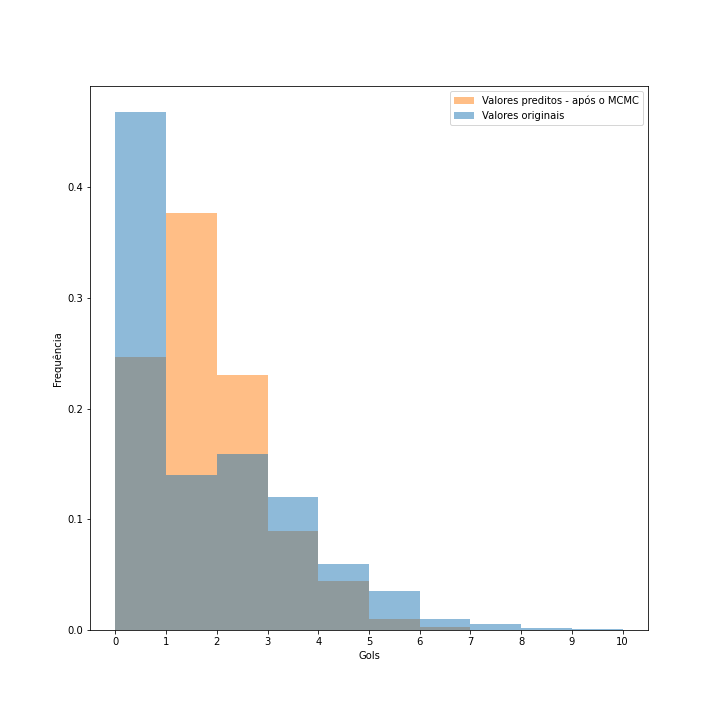 Valores preditos - após o MCMC
Valores originais
0.4
0.3
0.2
0.1
0.0
Frequência
0 1 2 3 4 5 6 7 8 9 10
Gols